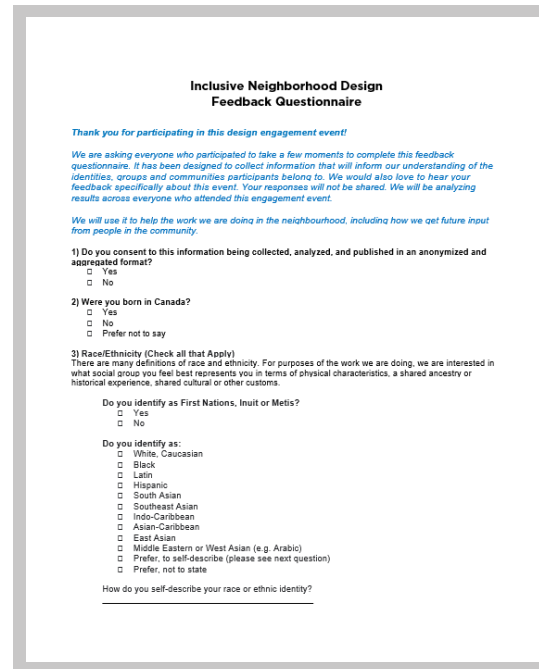 Inclusive Neighborhood Design
Feedback Questionnaire
Thank you for participating in this design engagement event!
We are asking everyone who participated to take a few moments to complete this feedback
questionnaire. It has been designed to collect information that will inform our understanding of the
identities, groups and communities participants belong to. We would also love to hear your
feedback specifically about this event. Your responses will not be shared. We will be analyzing
results across everyone who attended this engagement event.
We will use it to help the work we are doing in the neighbourhood, including how we get future input
from people in the community.
1) Do you consent to this information being collected, analyzed, and published in an anonymized and
aggregated format?
□ Yes
□ No
2) Were you born in Canada?
□ Yes
□ No
□ Prefer not to say
3) Race/Ethnicity (Check all that Apply)
There are many definitions of race and ethnicity. For purposes of the work we are doing, we are interested in
what social group you feel best represents you in terms of physical characteristics, a shared ancestry or
historical experience, shared cultural or other customs.
Do you identify as First Nations, Inuit or Metis?
□ Yes
□ No
Do you identify as:
□ White, Caucasian
□ Black
□ Latin
□ Hispanic
□ South Asian
□ Southeast Asian
□ Indo-Caribbean
□ Asian-Caribbean
□ East Asian
□ Middle Eastern or West Asian (e.g. Arabic)
□ Prefer, to self-describe (please see next question)
□ Prefer, not to state
How do you self-describe your race or ethnic identity?